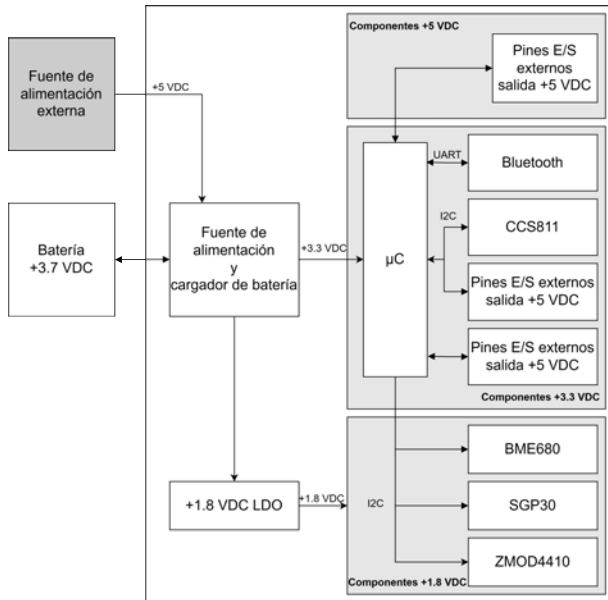 Componentes +5 VDC
Pines E/S
externos
salida +5 VDC
Fuente de
alimentación
externa
+5 VDC
UART
Bluetooth
I2C
CCS811
Batería
+3.7 VDC
Fuente de
alimentación
y
cargador de batería
+3.3 VDC
µC
Pines E/S externos
salida +5 VDC
Pines E/S externos
salida +5 VDC
Componentes +3.3 VDC
BME680
+1.8 VDC LDO
+1.8 VDC
I2C
SGP30
ZMOD4410
Componentes +1.8 VDC